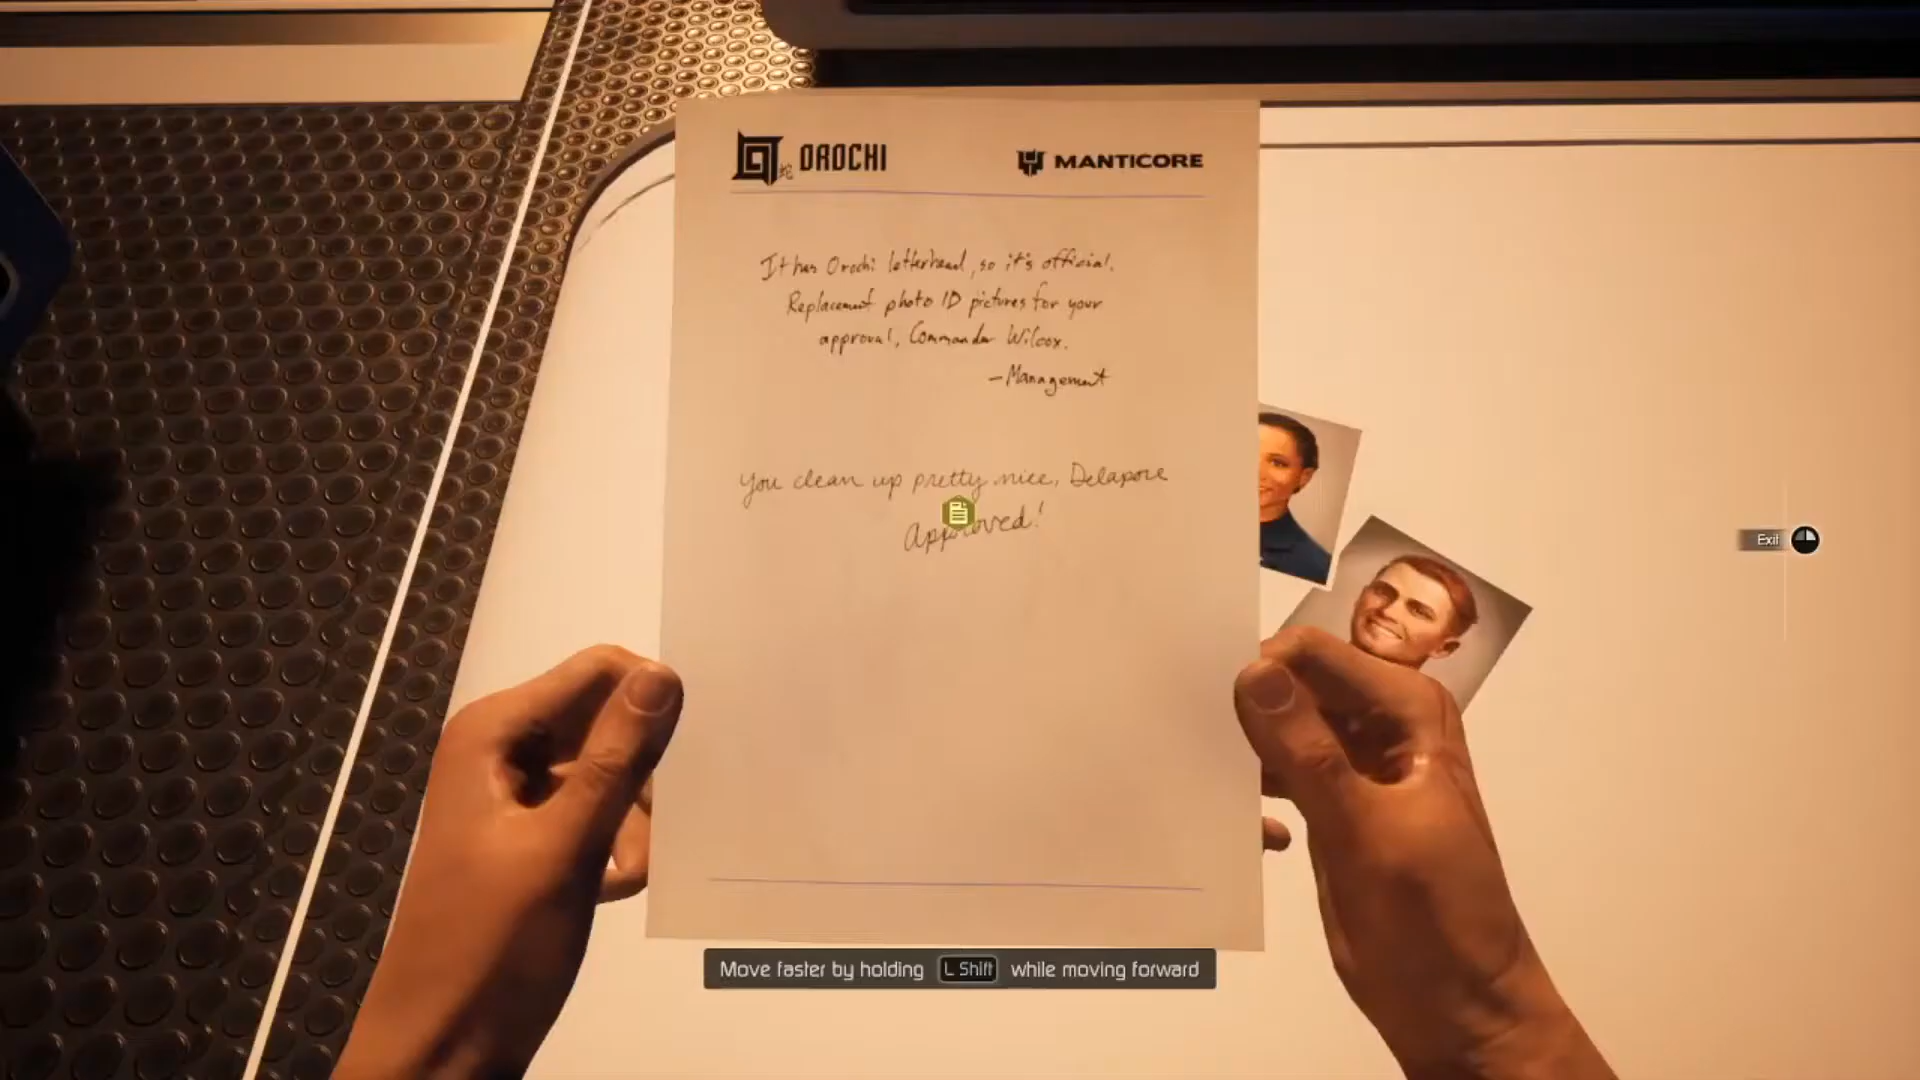 OROCHI
MANTICORE
It has Orochi letterhead, so it's official.
Replacement photo ID pictures for your
approval, Commander Wilcox.
-Management
You clean up pretty nice, Delapore
Approved!
Exit
Move faster by holding L Shift while moving forward